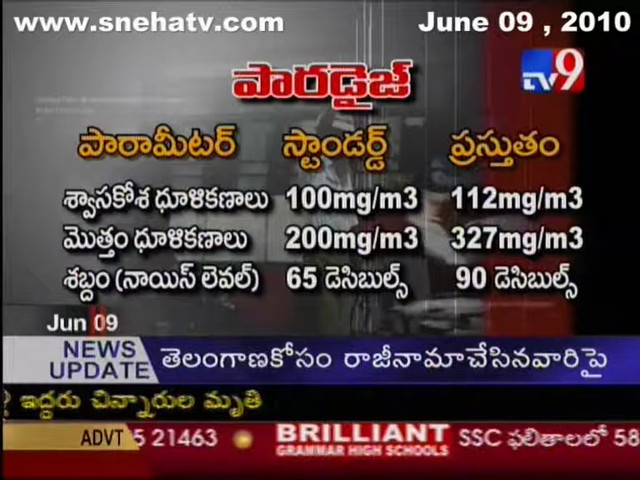 www.snehatv.com June 09 , 2010
tv9
పారడైజ్
పారామీటర్ స్టాండర్డ్ ప్రస్తుతం
శ్వాసకోశ ధూళికణాలు 100mg/m3 112mg/m3
మొత్తం ధూళికణాలు 200mg/m3 327mg/m3
శబ్దం (నాయిస్ లెవల్) 65 డెసిబుల్స్ 90 డెసిబుల్స్
Jun 09
NEWS UPDATE తెలంగాణకోసం రాజీనామాచేసినవారిపై
ఇద్దరు చిన్నారుల మృతి
ADVT 5 21463 BRILLIANT GRAMMAR HIGH SCHOOLS SSC ఫలితాలలో 58